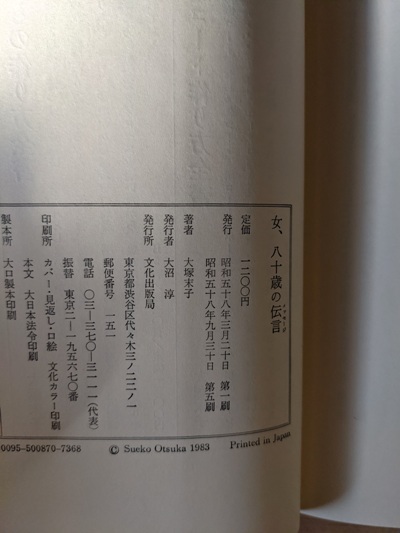 女、八十歳の伝言
メッセージ
定価 一二〇〇円
発行 昭和五十八年三月二十日 第一刷
昭和五十八年九月三十日 第五刷
著者 大塚末子
発行者 大沼 淳
発行所 文化出版局
東京都渋谷区代々木三ノ二二ノ一
郵便番号 一五一
電話 〇三―三七〇―三一一一(代表)
振替 東京二―一九五六七〇番
印刷所 カバー・見返し・口絵 文化カラー印刷
本文 大日本法令印刷
製本所 大口製本印刷
0095-500870-7368 © Sueko Otsuka 1983 Printed in Japan